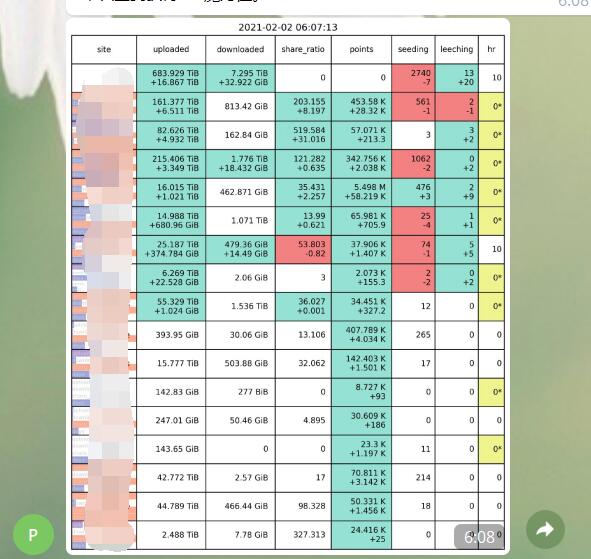 6:08
2021-02-02 06:07:13
site uploaded downloaded share_ratio points seeding leeching hr
683.929 TiB 7.295 TiB 0 0 2740 13 10
+16.867 TiB +32.922 GiB -7 +20
161.377 TiB 813.42 GiB 203.155 453.58 K 561 2 0*
+6.511 TiB +8.197 +28.32 K -1 -1
82.626 TiB 162.84 GiB 519.584 57.071 K 3 3 0*
+4.932 TiB +31.016 +213.3 +2
215.406 TiB 1.776 TiB 121.282 342.756 K 1062 0 0*
+3.349 TiB +18.432 GiB +0.635 +2.038 K -2 +2
16.015 TiB 462.871 GiB 35.431 5.498 M 476 2 0*
+1.021 TiB +2.257 +58.219 K +3 +9
14.988 TiB 1.071 TiB 13.99 65.981 K 25 1 0*
+680.96 GiB +0.621 +705.9 -4 +1
25.187 TiB 479.36 GiB 53.803 37.906 K 74 5 10
+374.784 GiB +14.49 GiB -0.82 +1.407 K -1 +5
6.269 TiB 2.06 GiB 3 2.073 K 2 0 0*
+22.528 GiB +155.3 -2 +2
55.329 TiB 1.536 TiB 36.027 34.451 K 12 0 0*
+1.024 GiB +0.001 +327.2
393.95 GiB 30.06 GiB 13.106 407.789 K 265 0 0
+4.034 K
15.777 TiB 503.88 GiB 32.062 142.403 K 17 0 0
+1.501 K
142.83 GiB 277 BiB 0 8.727 K 0 0 0*
+93
247.01 GiB 50.46 GiB 4.895 30.609 K 0 0 0
+186
143.65 GiB 0 0 23.3 K 11 0 0*
+1.197 K
42.772 TiB 2.57 GiB 17 70.811 K 214 0 0
+3.142 K
44.789 TiB 466.44 GiB 98.328 50.331 K 18 0 0
+1.456 K
2.488 TiB 7.78 GiB 327.313 24.416 K 0 0
+25
6:08
P